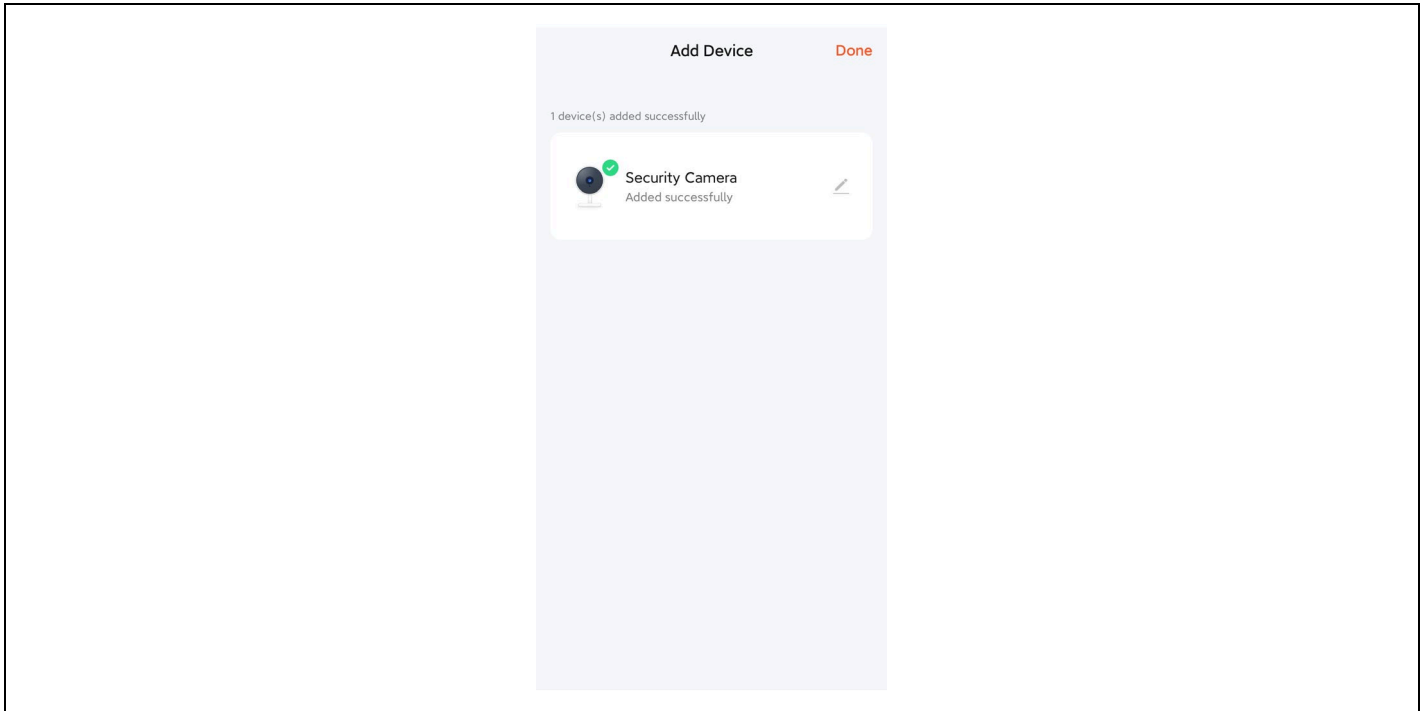 Add Device
Done
1 device(s) added successfully
Security Camera
Added successfully